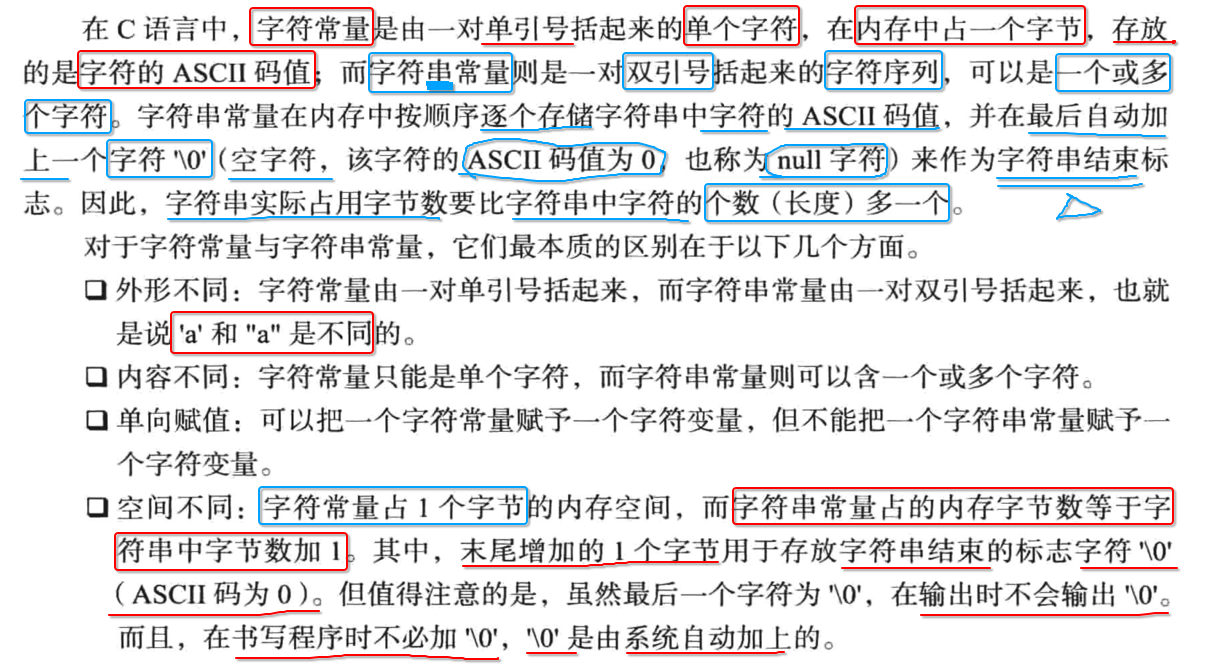 在 C 语言中，字符常量是由一对单引号括起来的单个字符，在内存中占一个字节，存放
的是字符的 ASCII 码值；而字符串常量则是一对双引号括起来的字符序列，可以是一个或多
个字符。字符串常量在内存中按顺序逐个存储字符串中字符的 ASCII 码值，并在最后自动加
上一个字符 '\0'（空字符，该字符的 ASCII 码值为 0，也称为 null 字符）来作为字符串结束标
志。因此，字符串实际占用字节数要比字符串中字符的个数（长度）多一个。
对于字符常量与字符串常量，它们最本质的区别在于以下几个方面。
❑ 外形不同：字符常量由一对单引号括起来，而字符串常量由一对双引号括起来，也就
是说 'a' 和 "a" 是不同的。
❑ 内容不同：字符常量只能是单个字符，而字符串常量则可以含一个或多个字符。
❑ 单向赋值：可以把一个字符常量赋予一个字符变量，但不能把一个字符串常量赋予一
个字符变量。
❑ 空间不同：字符常量占 1 个字节的内存空间，而字符串常量占的内存字节数等于字
符串中字节数加 1。其中，末尾增加的 1 个字节用于存放字符串结束的标志字符 '\0'
（ASCII 码为 0）。但值得注意的是，虽然最后一个字符为 '\0'，在输出时不会输出 '\0'。
而且，在书写程序时不必加 '\0'，'\0' 是由系统自动加上的。